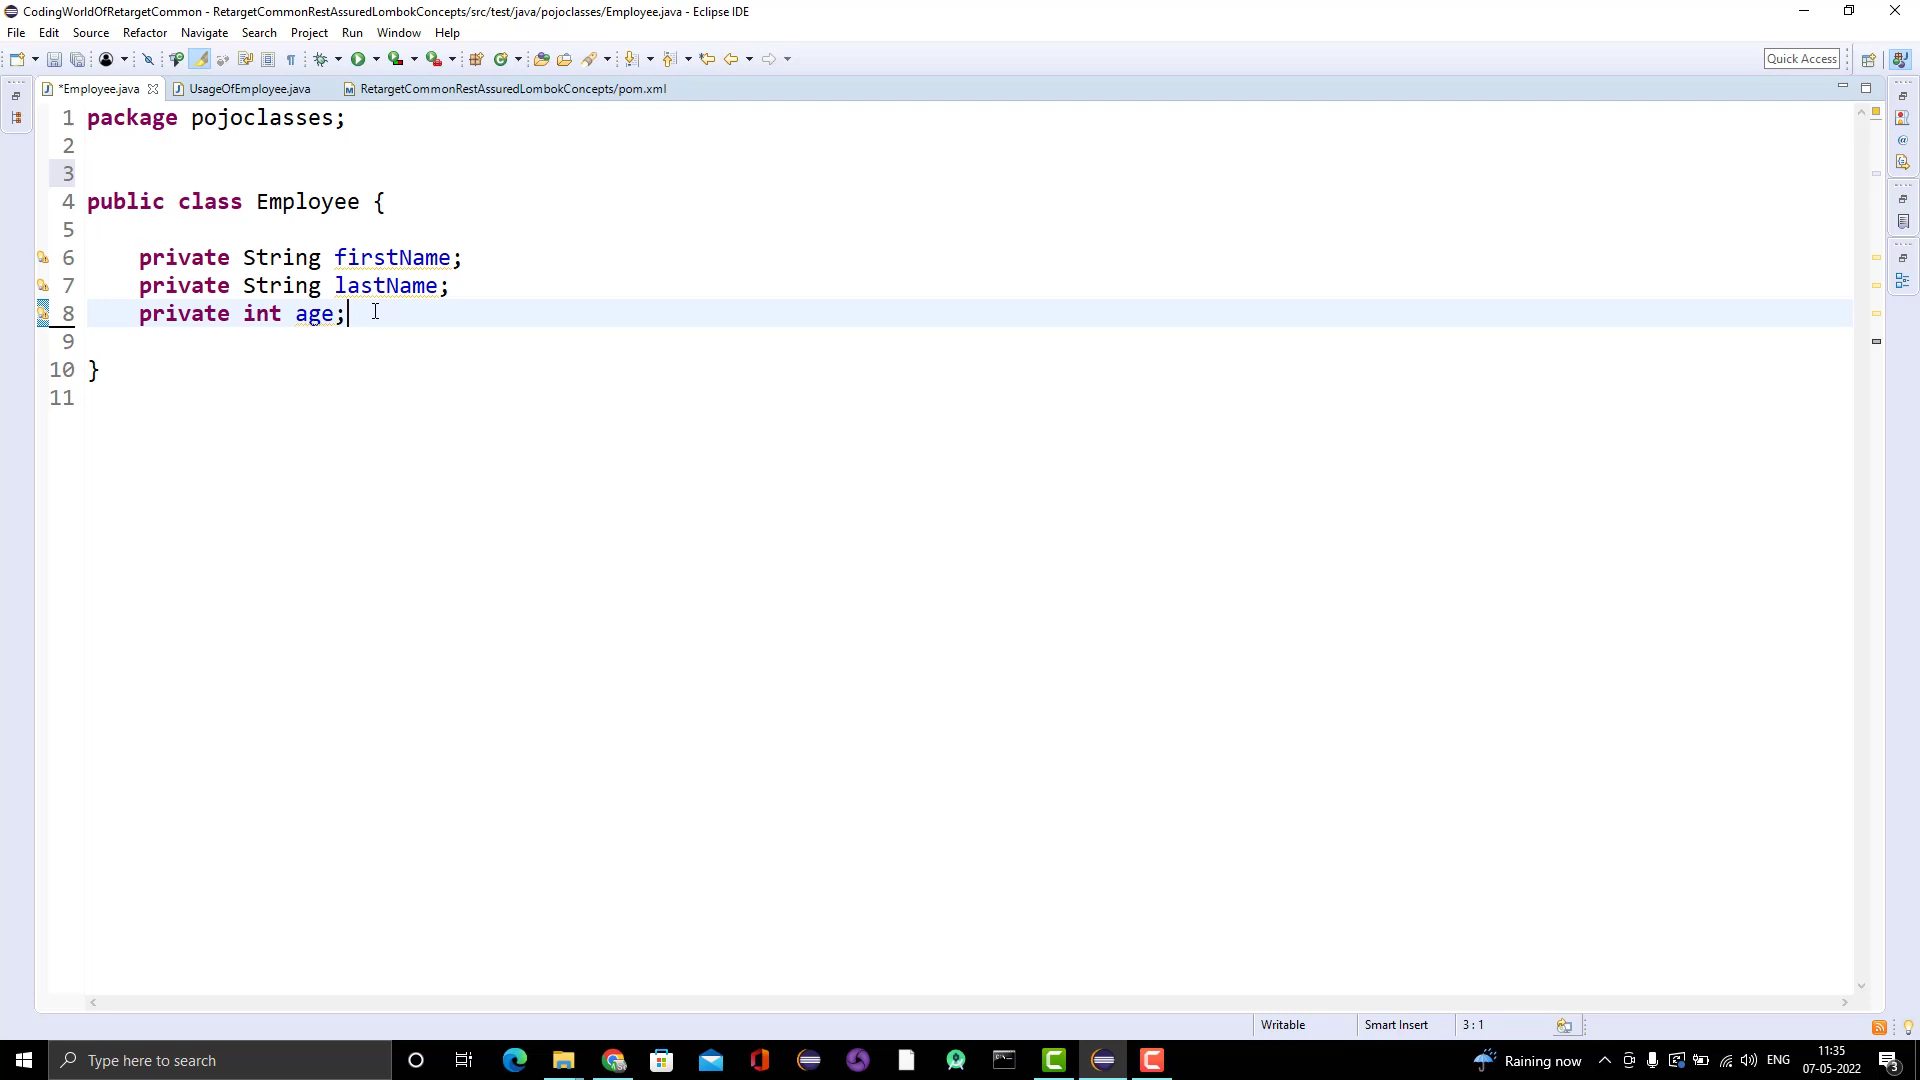 CodingWorldOfRetargetCommon - RetargetCommonRestAssuredLombokConcepts/src/test/java/pojoclasses/Employee.java - Eclipse IDE
File Edit Source Refactor Navigate Search Project Run Window Help
Quick Access
*Employee.java UsageOfEmployee.java RetargetCommonRestAssuredLombokConcepts/pom.xml
1 package pojoclasses;
2
3
4 public class Employee {
5
6 private String firstName;
7 private String lastName;
8 private int age;
9
10 }
11
Writable Smart Insert 3 : 1
Type here to search Raining now ENG 11:35
07-05-2022 3